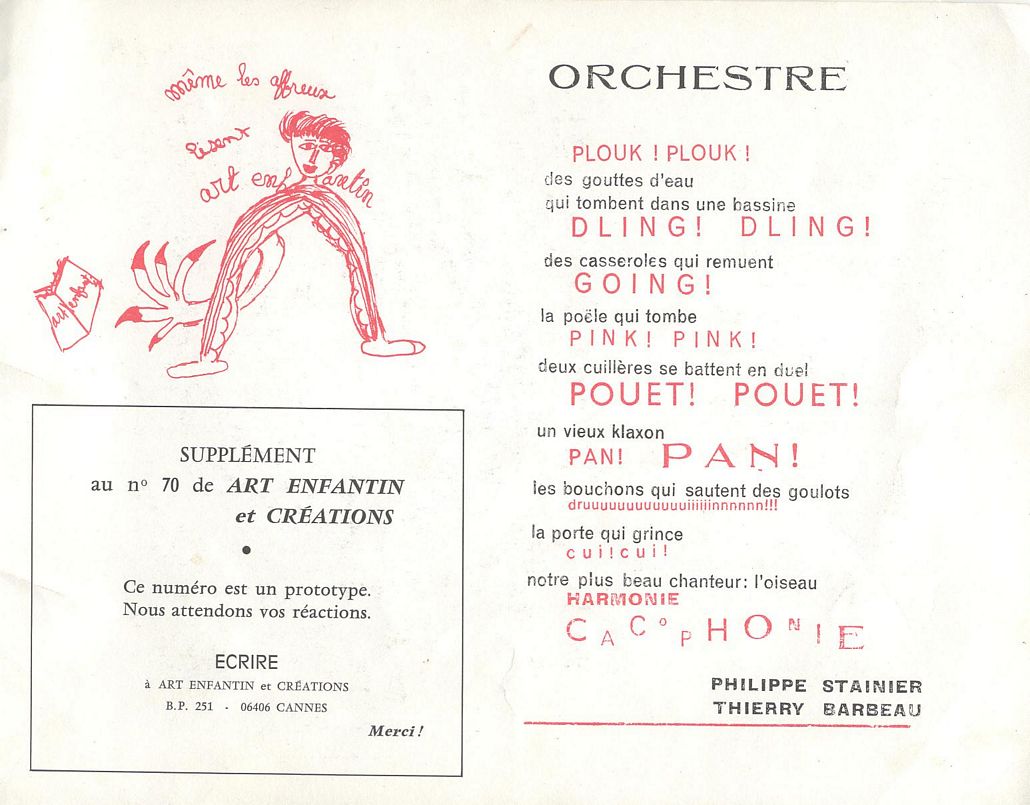 même les affreux
lisent
art enfantin
art enfant
SUPPLÉMENT
au nº 70 de ART ENFANTIN
et CRÉATIONS
•
Ce numéro est un prototype.
Nous attendons vos réactions.
ECRIRE
à ART ENFANTIN et CRÉATIONS
B.P. 251 - 06406 CANNES
Merci !
ORCHESTRE
PLOUK ! PLOUK !
des gouttes d'eau
qui tombent dans une bassine
DLING! DLING!
des casseroles qui remuent
GOING!
la poële qui tombe
PINK! PINK!
deux cuillères se battent en duel
POUET! POUET!
un vieux klaxon
PAN! PAN!
les bouchons qui sautent des goulots
druuuuuuuuuuuuiiiiiinnnnnn!!!
la porte qui grince
cui!cui!
notre plus beau chanteur: l'oiseau
HARMONIE
CACOPHONIE
PHILIPPE STAINIER
THIERRY BARBEAU